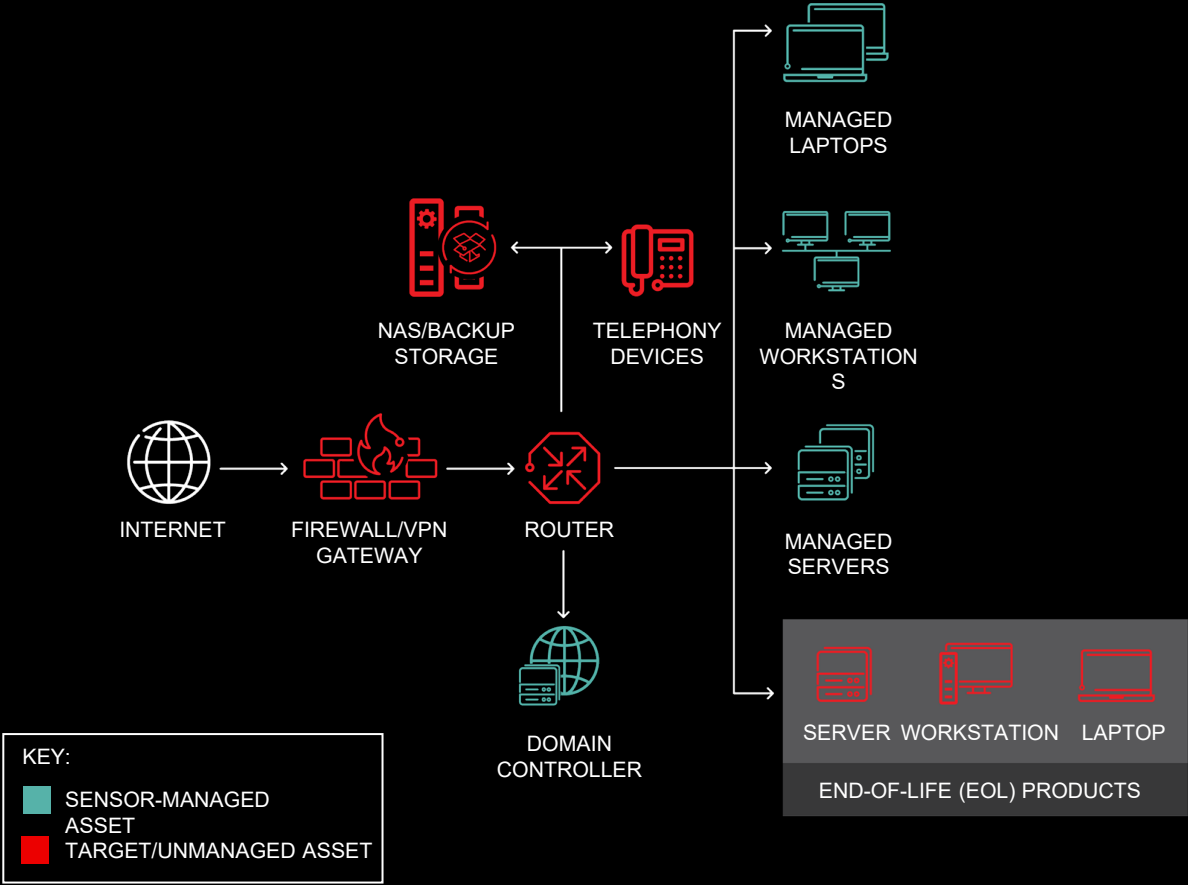 MANAGED
LAPTOPS
NAS/BACKUP
STORAGE
TELEPHONY
DEVICES
MANAGED
WORKSTATION
S
INTERNET
FIREWALL/VPN
GATEWAY
ROUTER
MANAGED
SERVERS
DOMAIN
CONTROLLER
SERVER
WORKSTATION
LAPTOP
END-OF-LIFE (EOL) PRODUCTS
KEY:
SENSOR-MANAGED
ASSET
TARGET/UNMANAGED ASSET